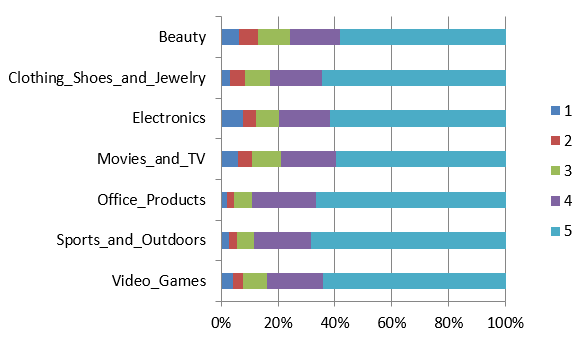 Beauty
Clothing_Shoes_and_Jewelry
Electronics
Movies_and_TV
Office_Products
Sports_and_Outdoors
Video_Games
0% 20% 40% 60% 80% 100%
1
2
3
4
5